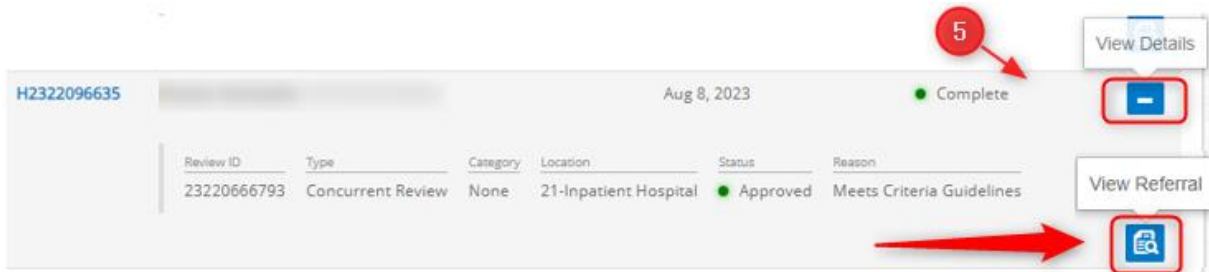 5
View Details
H2322096635 Aug 8, 2023 Complete
Review ID Type Category Location Status Reason
23220666793 Concurrent Review None 21-Inpatient Hospital Approved Meets Criteria Guidelines
View Referral